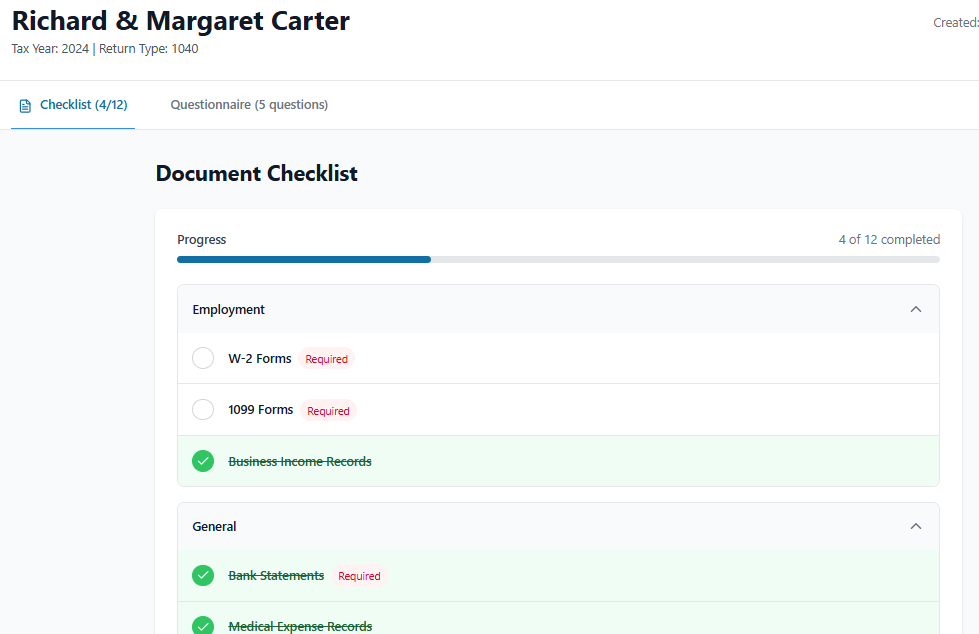 Richard & Margaret Carter
Created:
Tax Year: 2024 | Return Type: 1040
Checklist (4/12)
Questionnaire (5 questions)
Document Checklist
Progress
4 of 12 completed
Employment
W-2 Forms Required
1099 Forms Required
Business Income Records
General
Bank Statements Required
Medical Expense Records